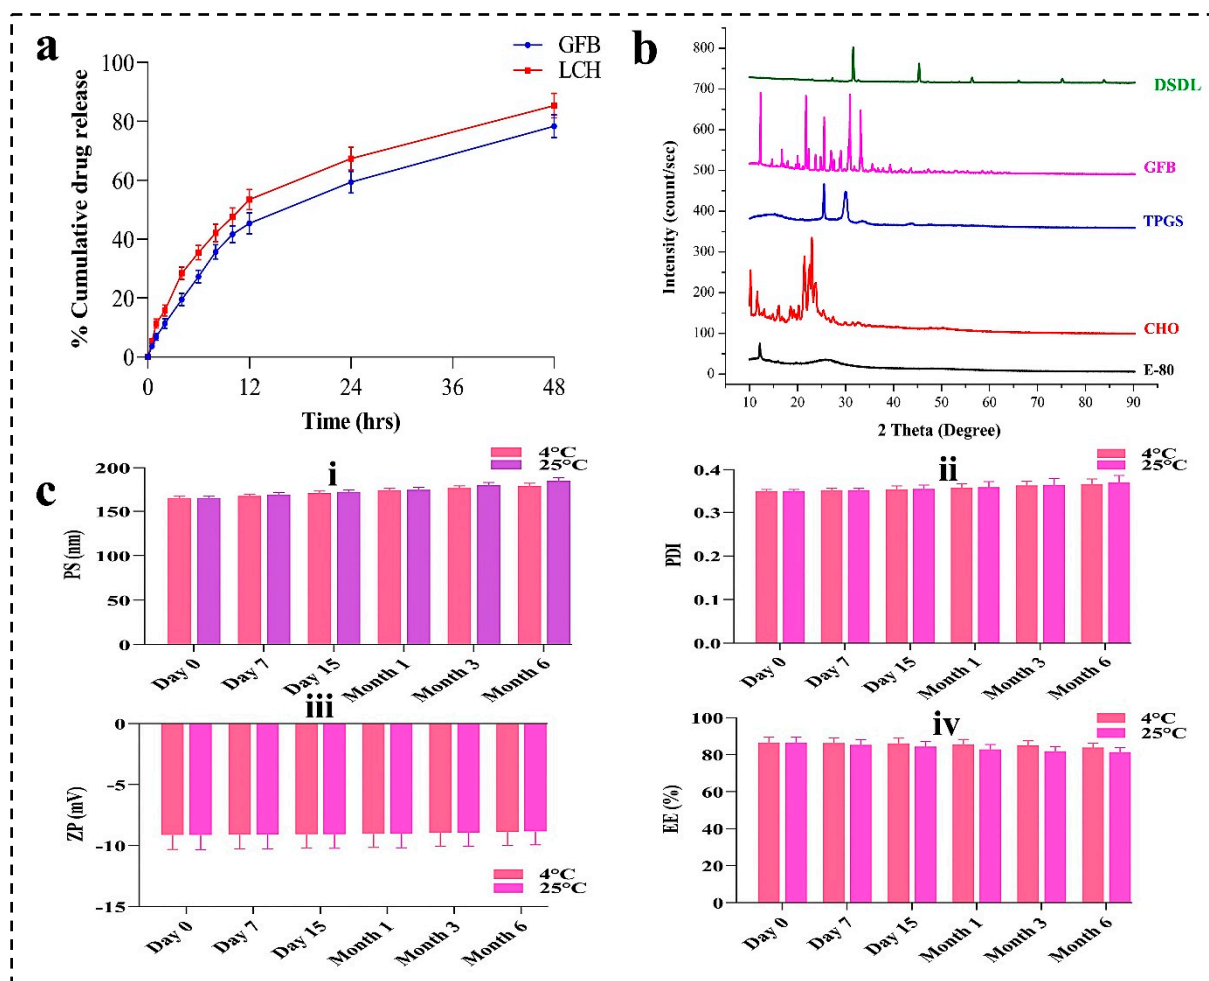 a
GFB
LCH
100
80
60
40
20
0
% Cumulative drug release
0 12 24 36 48
Time (hrs)
b
800
700
600
500
400
300
200
100
0
Intensity (count/sec)
DSDL
GFB
TPGS
CHO
E-80
10 20 30 40 50 60 70 80 90
2 Theta (Degree)
c
i
4°C
25°C
200
150
100
50
0
PS (nm)
Day 0 Day 7 Day 15 Month 1 Month 3 Month 6
ii
4°C
25°C
0.4
0.3
0.2
0.1
0.0
PDI
Day 0 Day 7 Day 15 Month 1 Month 3 Month 6
iii
0
-5
-10
-15
ZP (mV)
4°C
25°C
Day 0 Day 7 Day 15 Month 1 Month 3 Month 6
iv
4°C
25°C
100
80
60
40
20
0
EE (%)
Day 0 Day 7 Day 15 Month 1 Month 3 Month 6